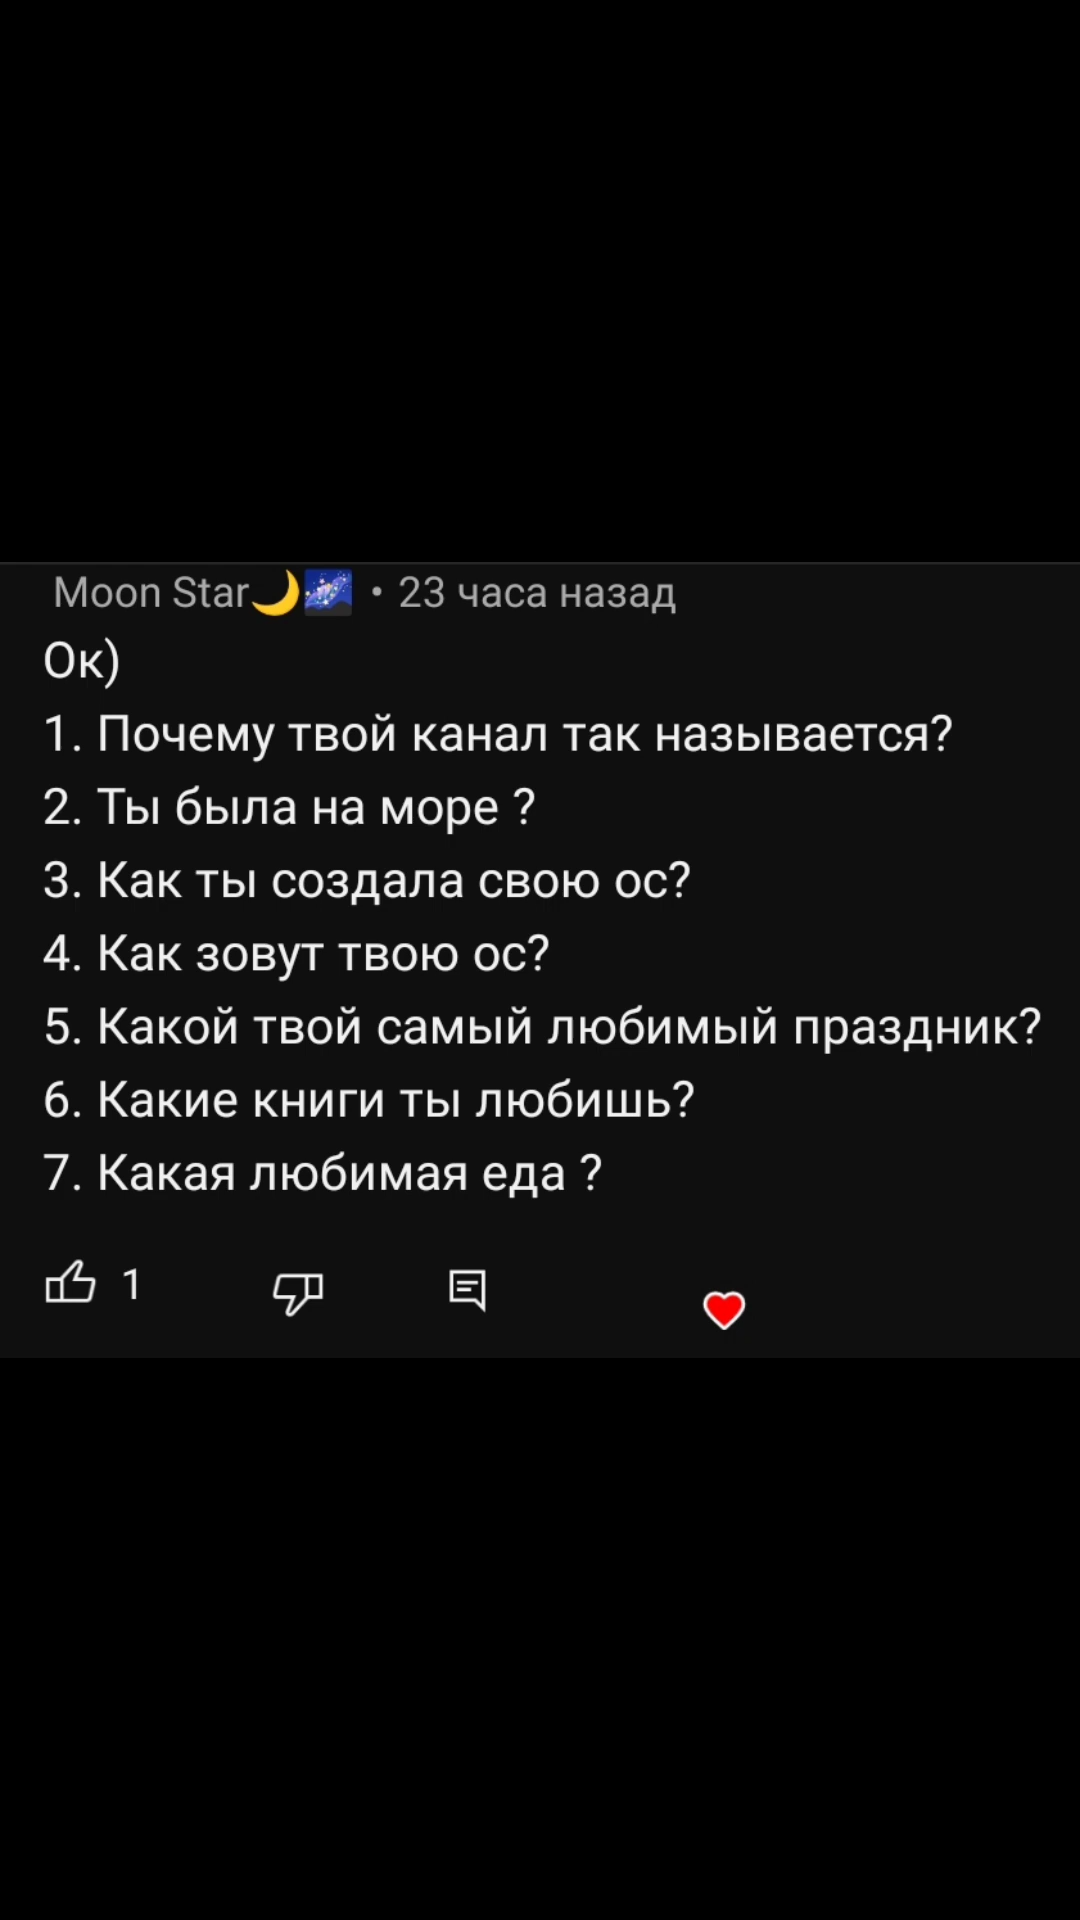 Moon Star🌙🌌 • 23 часа назад
Ок)
1. Почему твой канал так называется?
2. Ты была на море ?
3. Как ты создала свою ос?
4. Как зовут твою ос?
5. Какой твой самый любимый праздник?
6. Какие книги ты любишь?
7. Какая любимая еда ?
1